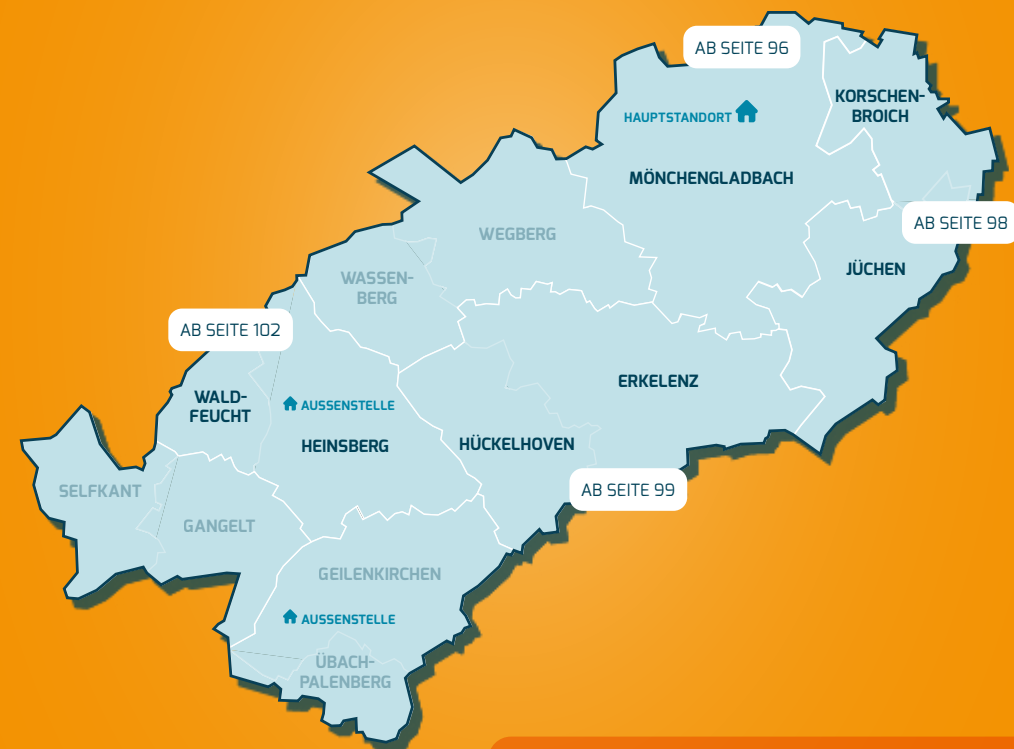 AB SEITE 96
KORSCHEN-
BROICH
HAUPTSTANDORT
MÖNCHENGLADBACH
AB SEITE 98
WEGBERG
JÜCHEN
WASSEN-
BERG
AB SEITE 102
ERKELENZ
WALD-
FEUCHT
AUSSENSTELLE
HEINSBERG
HÜCKELHOVEN
SELFKANT
AB SEITE 99
GANGELT
GEILENKIRCHEN
AUSSENSTELLE
ÜBACH-
PALENBERG